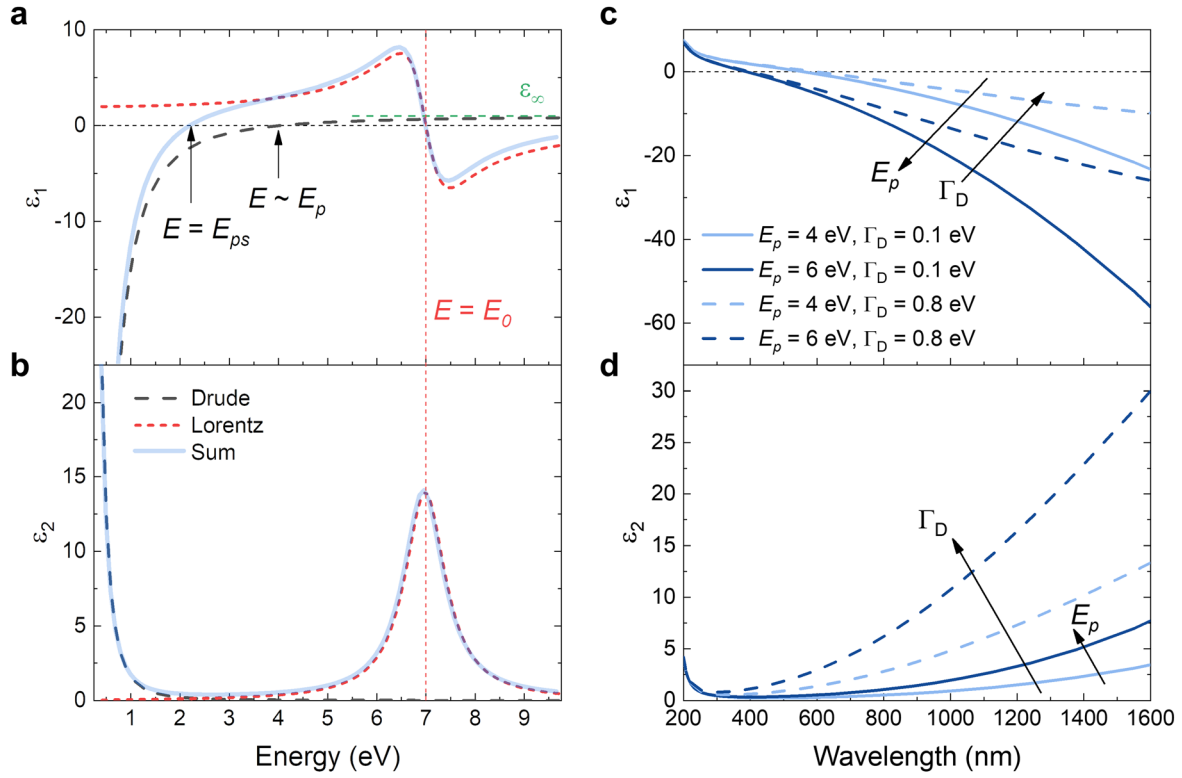 a
10
0
-10
-20
ε1
ε∞
E = Eps
E ~ Ep
E = E0
b
20
15
10
5
0
ε2
Drude
Lorentz
Sum
1 2 3 4 5 6 7 8 9
Energy (eV)
c
0
-20
-40
-60
ε1
Ep
ΓD
Ep = 4 eV, ΓD = 0.1 eV
Ep = 6 eV, ΓD = 0.1 eV
Ep = 4 eV, ΓD = 0.8 eV
Ep = 6 eV, ΓD = 0.8 eV
d
30
25
20
15
10
5
0
ε2
ΓD
Ep
200 400 600 800 1000 1200 1400 1600
Wavelength (nm)